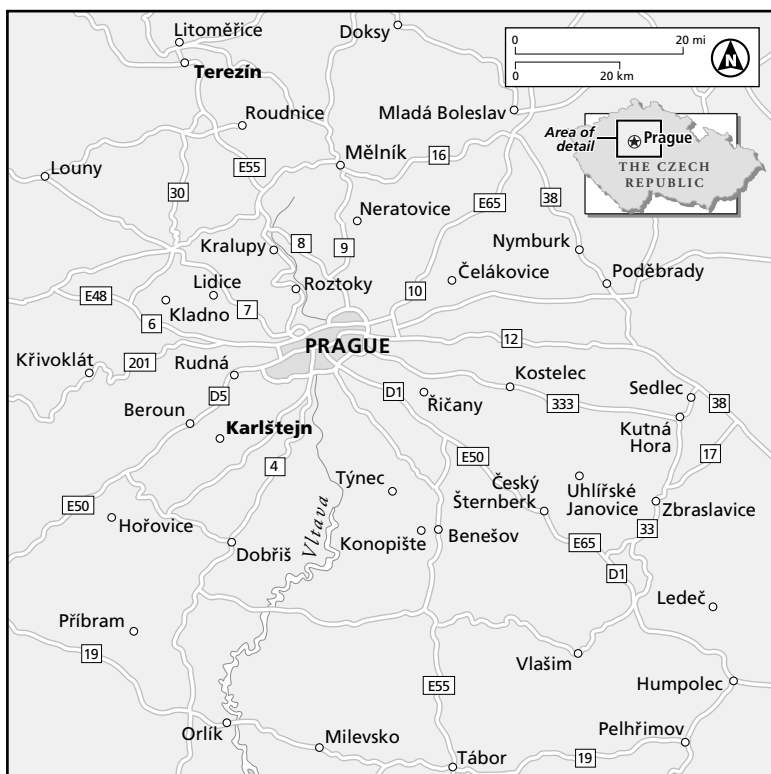 Litoměřice
Doksy
0 20 mi
0 20 km
N
Terezín
Roudnice
Mladá Boleslav
Area of
detail
Prague
THE CZECH
REPUBLIC
Mělník
16
E55
Louny
30
E65
38
Neratovice
8
9
Kralupy
Nymburk
Čelákovice
Poděbrady
Lidice
Roztoky
10
E48
Kladno
7
6
12
PRAGUE
201
Křivoklát
Rudná
Kostelec
Sedlec
D5
D1
Říčany
333
38
Beroun
Kutná
Hora
Karlštejn
17
4
E50
Týnec
Český
Šternberk
Uhlířské
Janovice
Zbraslavice
E50
Hořovice
Vltava
Konopiště
Benešov
33
Dobřiš
E65
D1
Ledeč
Příbram
19
Vlašim
E55
Humpolec
Orlík
Milevsko
Pelhřimov
Tábor
19